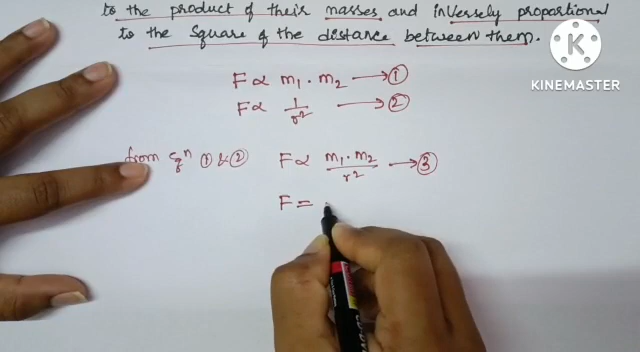 to the product of their masses and inversely proportional
to the square of the distance between them.
K
KINEMASTER
F ∝ m₁ · m₂ ⟶ ①
F ∝ 1/r² ⟶ ②
from eqⁿ ① & ② F ∝ m₁ · m₂ / r² ⟶ ③
F =